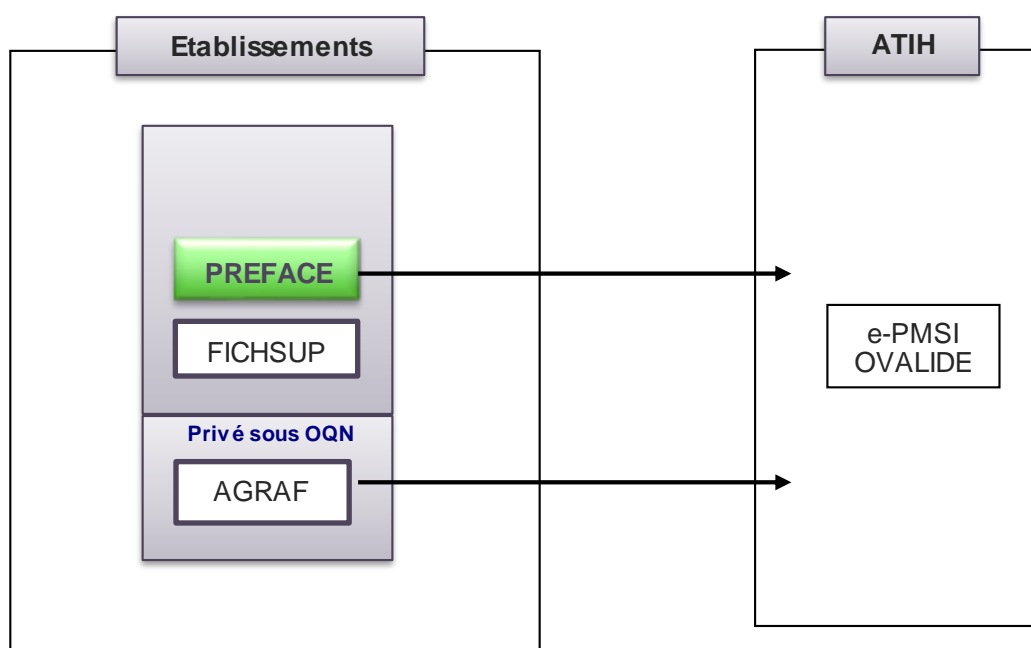 Etablissements
ATIH
PREFACE
FICHSUP
e-PMSI
OVALIDE
Privé sous OQN
AGRAF